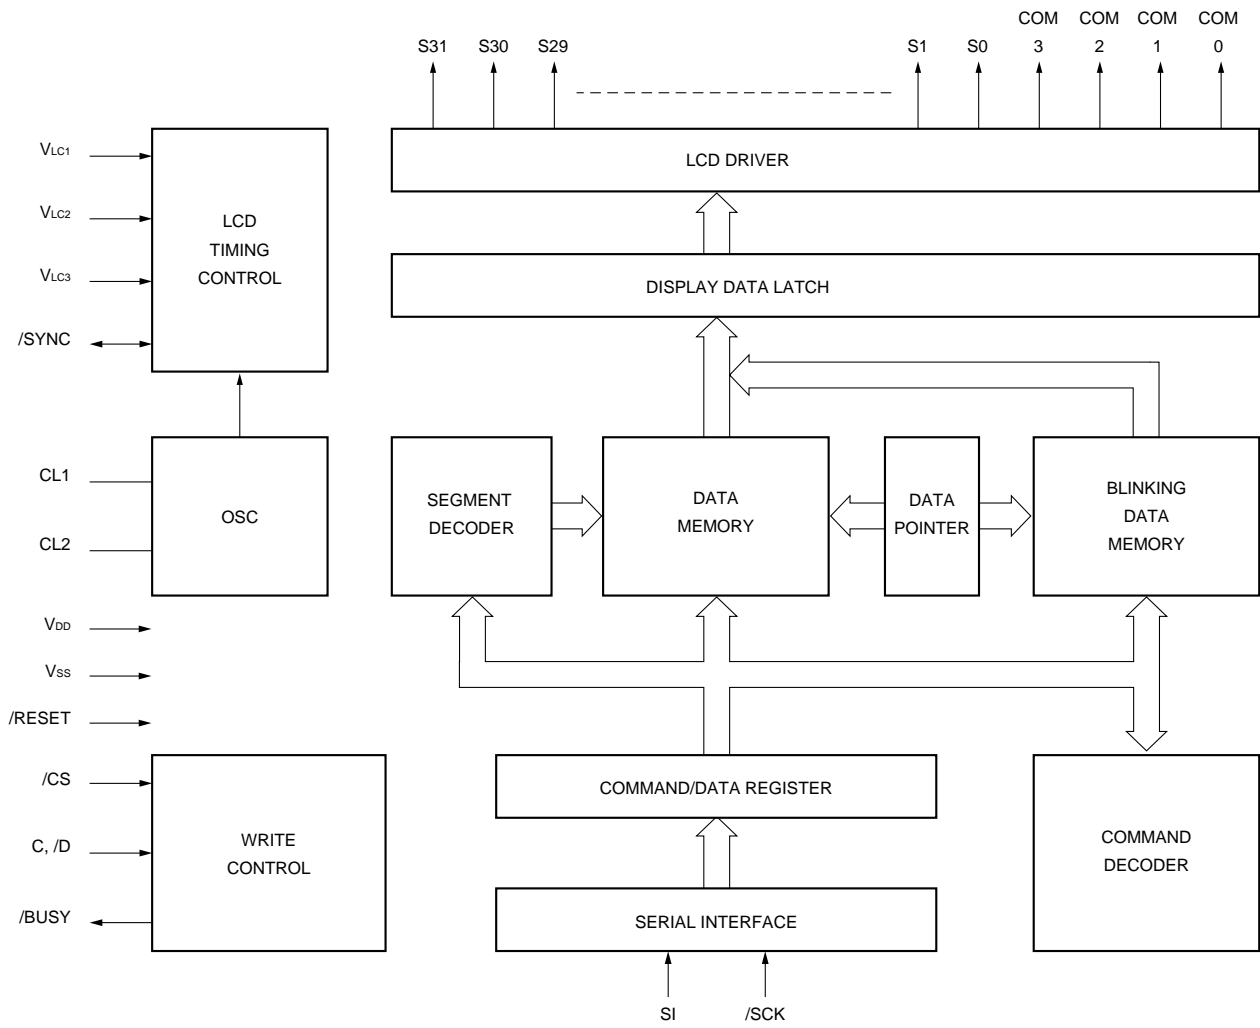 COM COM COM COM
S31 S30 S29 S1 S0 3 2 1 0
VLC1
VLC2
VLC3
/SYNC
LCD
TIMING
CONTROL
LCD DRIVER
DISPLAY DATA LATCH
CL1
CL2
OSC
SEGMENT
DECODER
DATA
MEMORY
DATA
POINTER
BLINKING
DATA
MEMORY
VDD
VSS
/RESET
/CS
C, /D
/BUSY
WRITE
CONTROL
COMMAND/DATA REGISTER
SERIAL INTERFACE
COMMAND
DECODER
SI /SCK